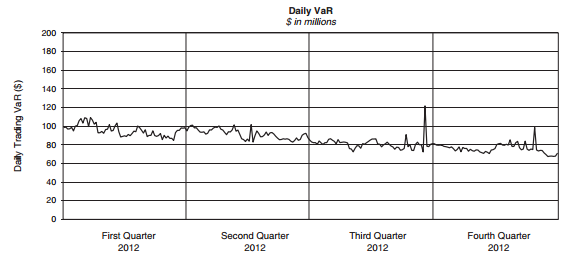 Daily VaR
$ in millions
Daily Trading VaR ($)
200
180
160
140
120
100
80
60
40
20
0
First Quarter
2012
Second Quarter
2012
Third Quarter
2012
Fourth Quarter
2012